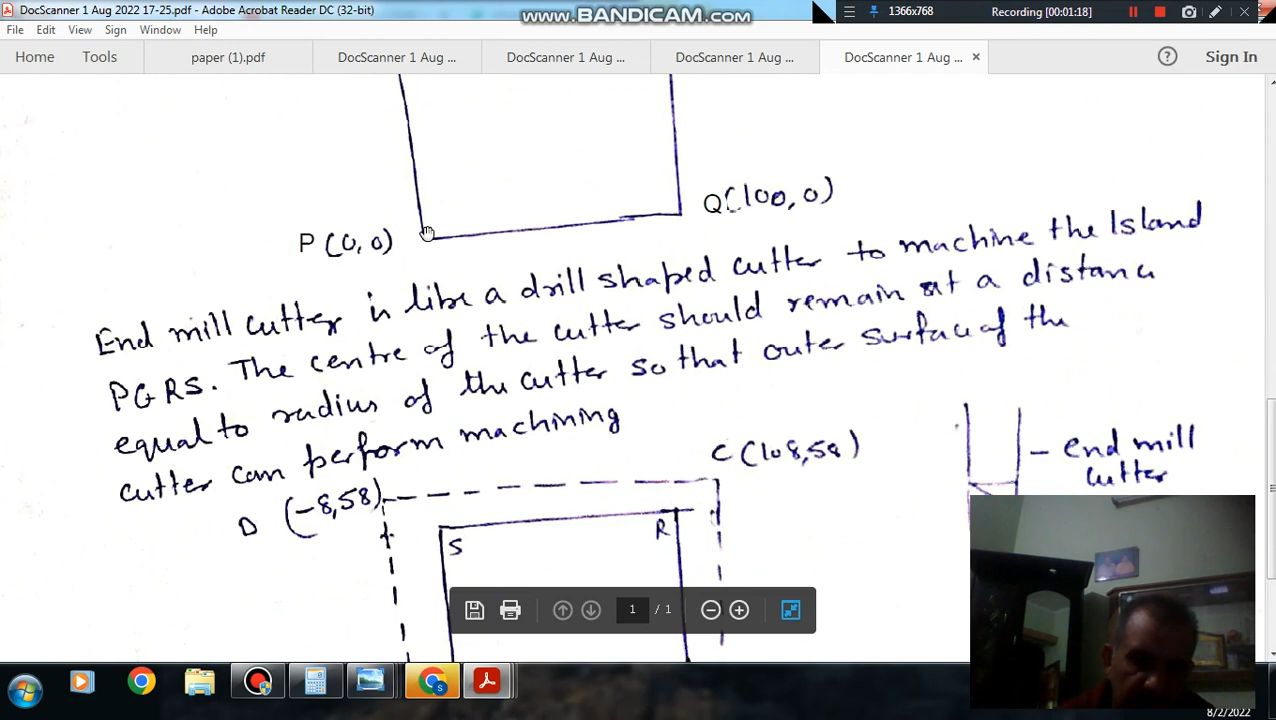 DocScanner 1 Aug 2022 17-25.pdf - Adobe Acrobat Reader DC (32-bit)
www.BANDICAM.com
1366x768
Recording [00:01:18]
File Edit View Sign Window Help
Home Tools paper (1).pdf DocScanner 1 Aug ... DocScanner 1 Aug ... DocScanner 1 Aug ... DocScanner 1 Aug ... × ? Sign In
Q(100, 0)
P (0, 0)
End mill cutter is like a drill shaped cutter to machine the Island
PGRS. The centre of the cutter should remain at a distance
equal to radius of the cutter so that outer surface of the
cutter can perform machining
C (108,58)
D (-8,58)
- end mill
cutter
S
R
1 / 1
8/2/2022